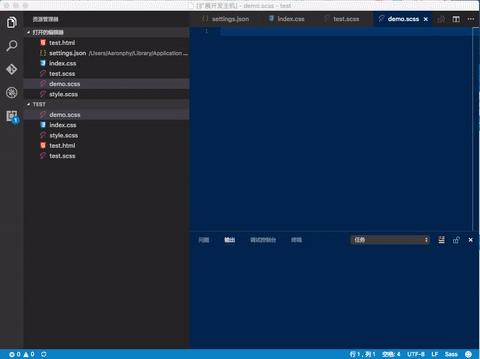 [扩展开发主机] - demo.scss - test
资源管理器
settings.json
index.css
test.scss
demo.scss
打开的编辑器
test.html
settings.json /Users/Aaronphy/Library/Application ...
index.css
test.scss
demo.scss
style.scss
TEST
demo.scss
index.css
style.scss
test.html
test.scss
1
问题
输出
调试控制台
终端
任务
1
0 0
行 1，列 1
空格: 4
UTF-8
LF
Sass